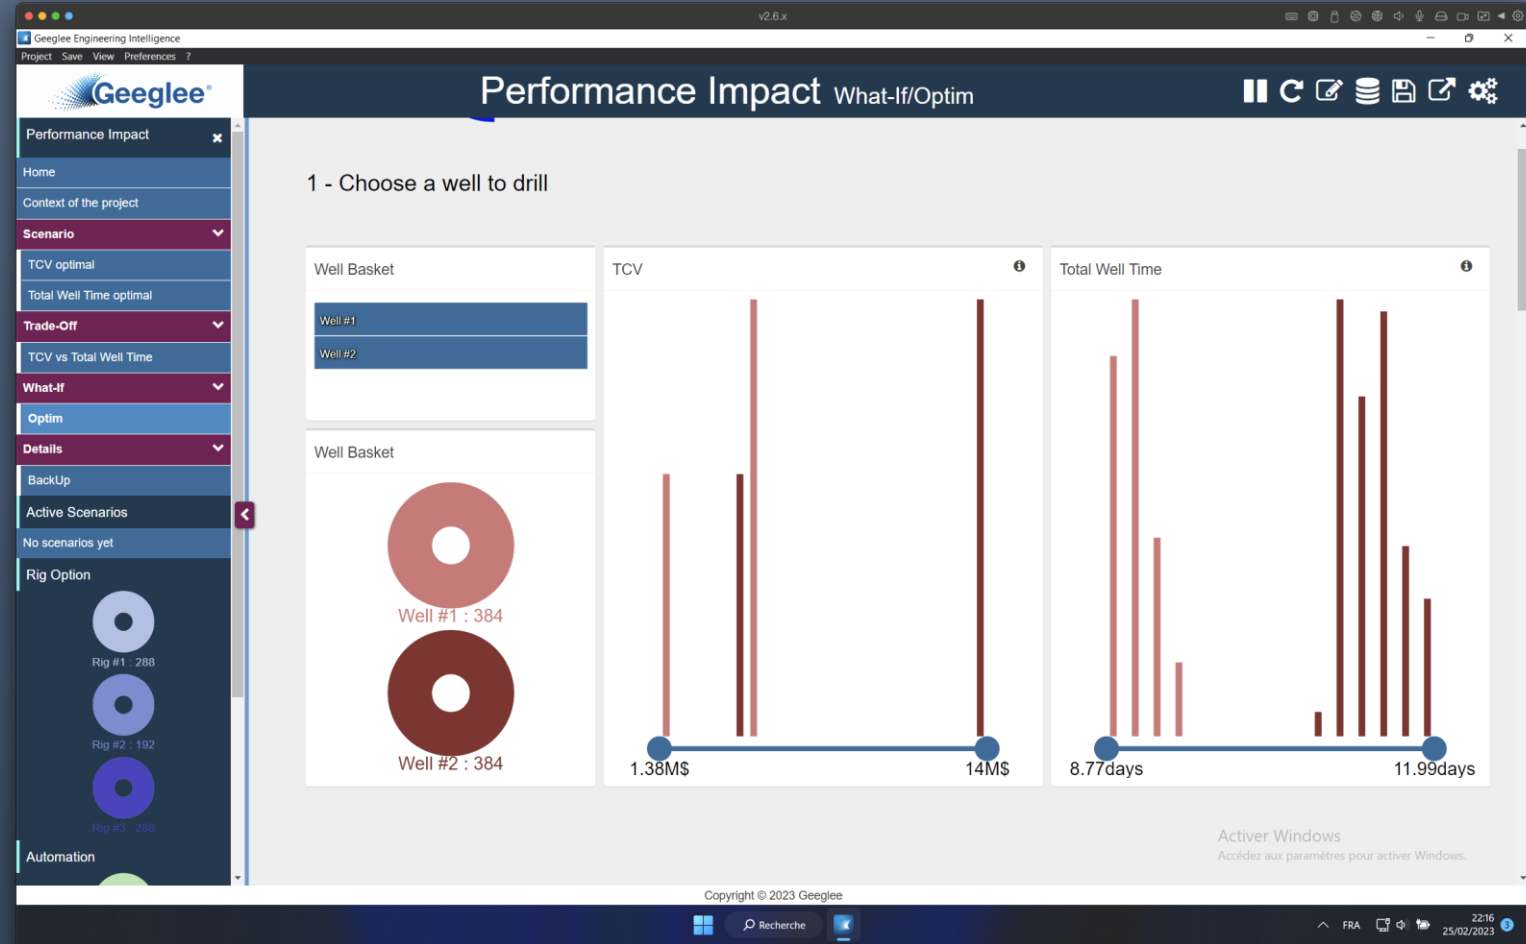 v2.6.x
Geeglee Engineering Intelligence
Project Save View Preferences ?
Geeglee®
Performance Impact What-If/Optim
Performance Impact
Home
Context of the project
Scenario
TCV optimal
Total Well Time optimal
Trade-Off
TCV vs Total Well Time
What-If
Optim
Details
BackUp
Active Scenarios
No scenarios yet
Rig Option
Rig #1 : 288
Rig #2 : 192
Rig #3 : 288
Automation
1 - Choose a well to drill
Well Basket
Well #1
Well #2
Well Basket
Well #1 : 384
Well #2 : 384
TCV
1.38M$
14M$
Total Well Time
8.77days
11.99days
Activer Windows
Accédez aux paramètres pour activer Windows.
Copyright © 2023 Geeglee
Recherche
FRA
22:16
25/02/2023
3